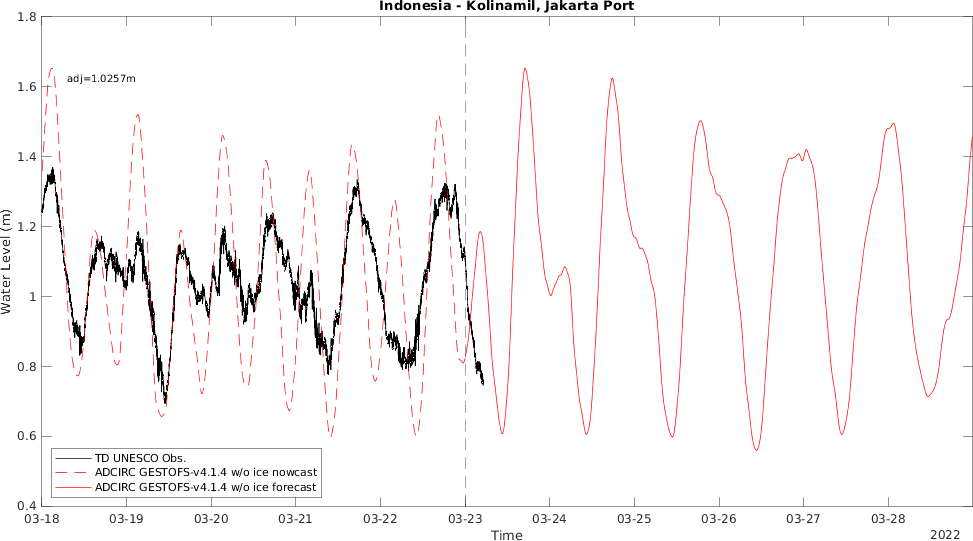 Indonesia - Kolinamil, Jakarta Port
1.8
1.6
1.4
1.2
1
0.8
0.6
0.4
Water Level (m)
adj=1.0257m
TD UNESCO Obs.
ADCIRC GESTOFS-v4.1.4 w/o ice nowcast
ADCIRC GESTOFS-v4.1.4 w/o ice forecast
03-18 03-19 03-20 03-21 03-22 03-23 03-24 03-25 03-26 03-27 03-28
Time
2022